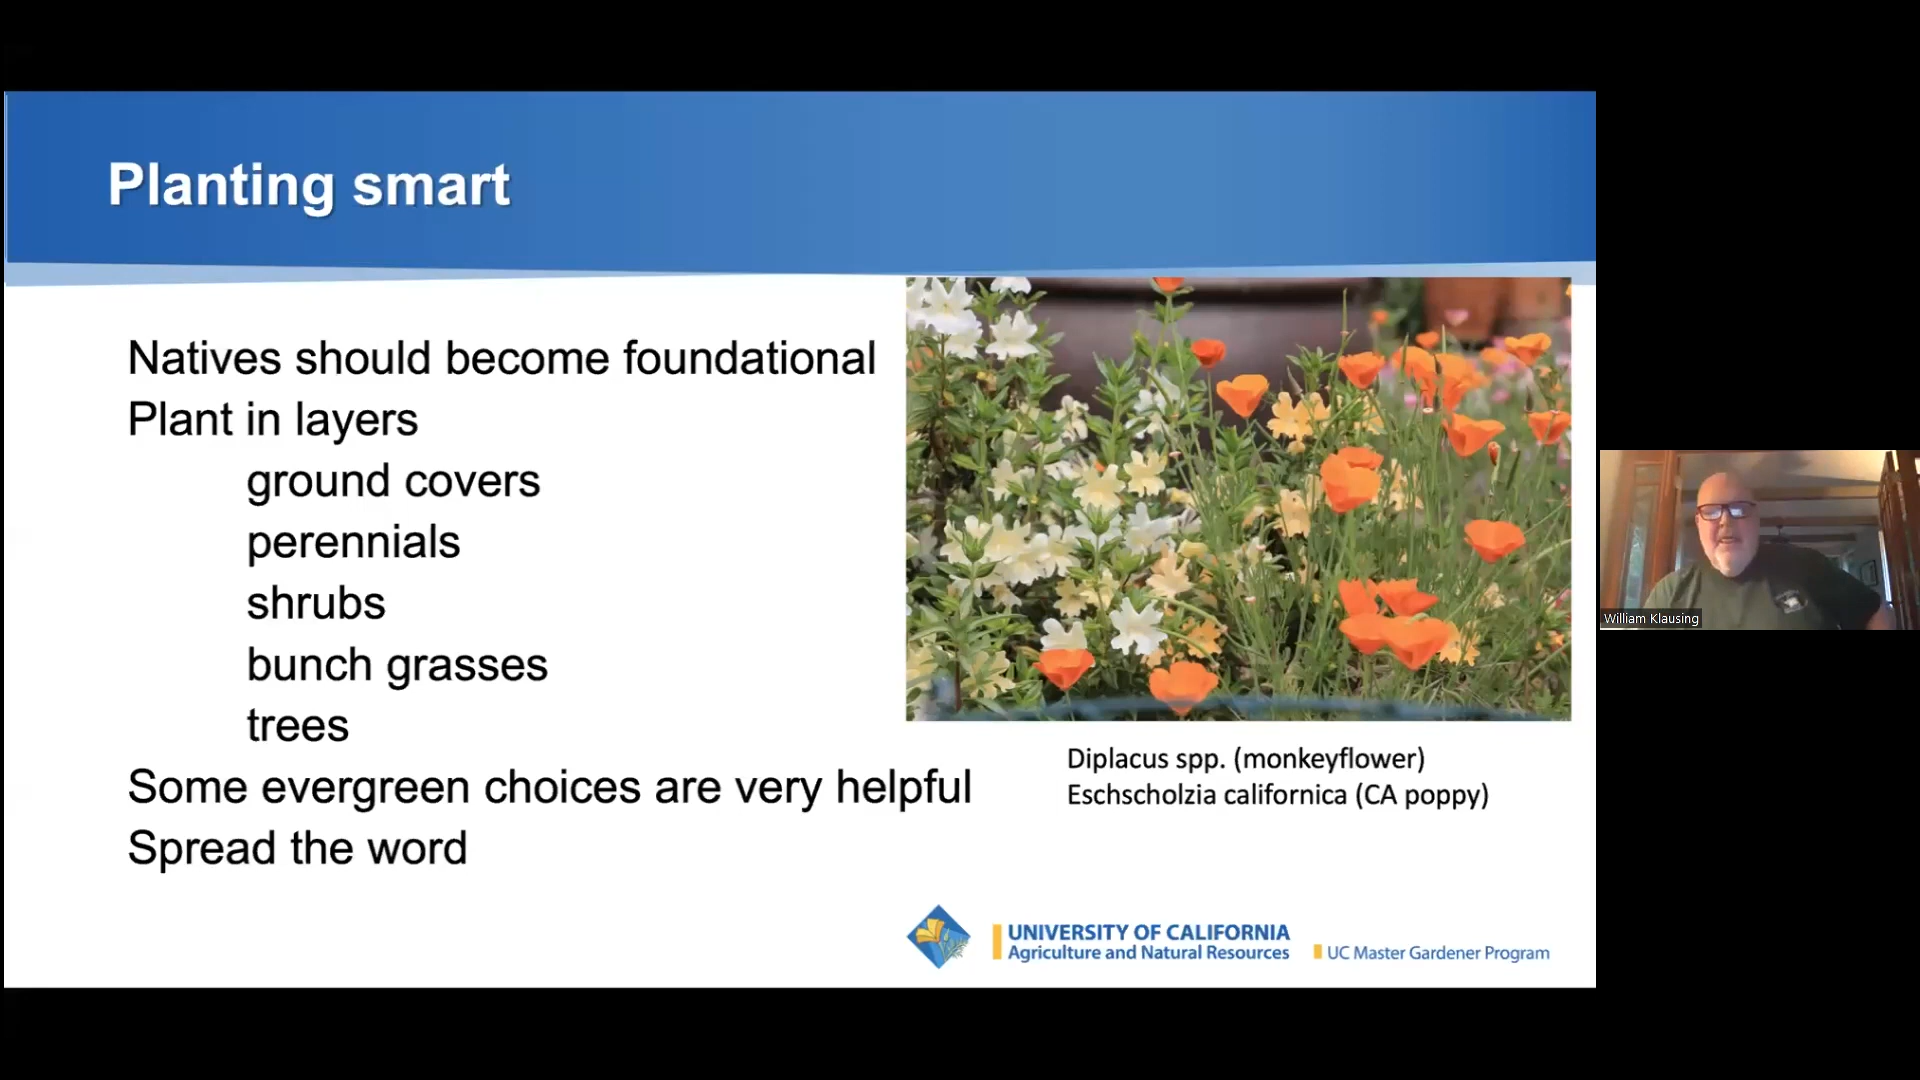 Planting smart
Natives should become foundational
Plant in layers
ground covers
perennials
shrubs
bunch grasses
trees
Some evergreen choices are very helpful
Spread the word
Diplacus spp. (monkeyflower)
Eschscholzia californica (CA poppy)
UNIVERSITY OF CALIFORNIA
Agriculture and Natural Resources
UC Master Gardener Program
William Klausing